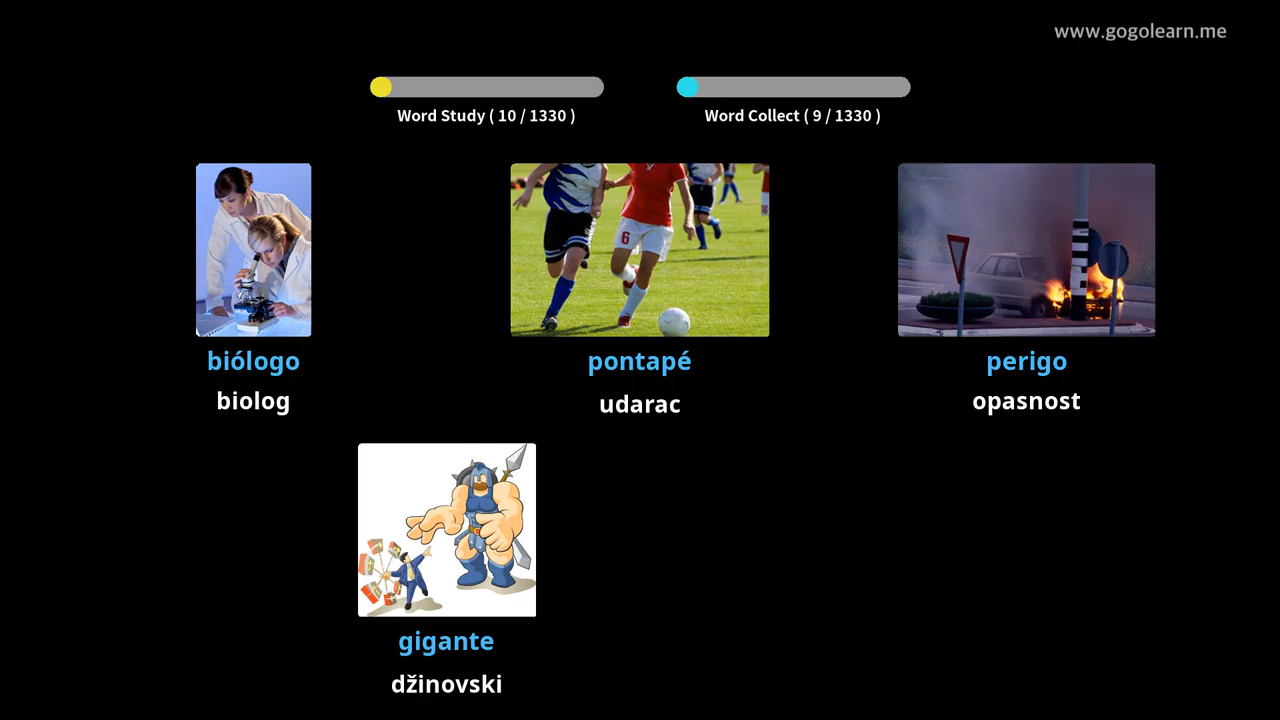 www.gogolearn.me
Word Study ( 10 / 1330 )
Word Collect ( 9 / 1330 )
6
biólogo
pontapé
perigo
biolog
udarac
opasnost
gigante
džinovski